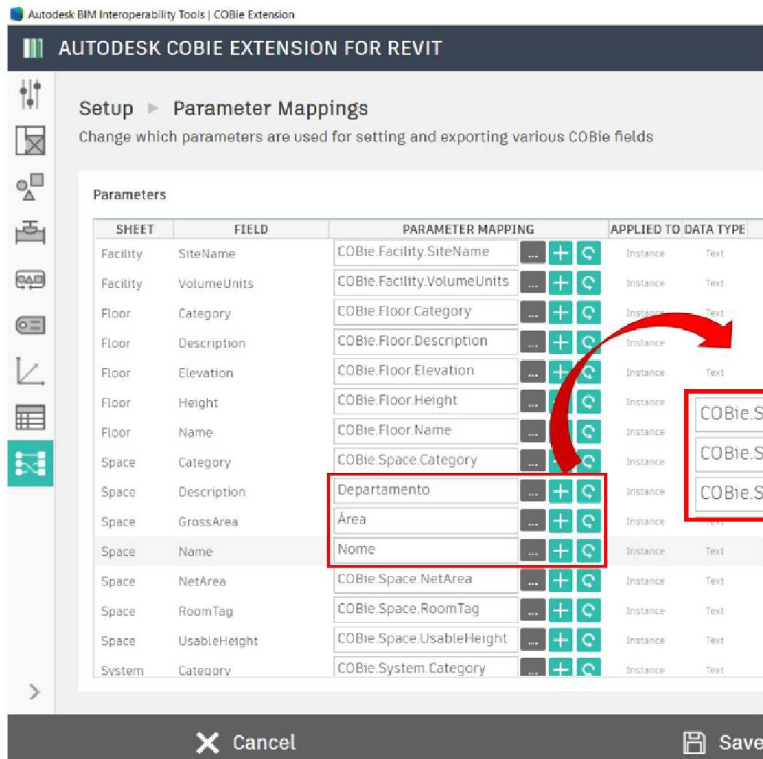 Autodesk BIM Interoperability Tools | COBie Extension
AUTODESK COBIE EXTENSION FOR REVIT
Setup ▶ Parameter Mappings
Change which parameters are used for setting and exporting various COBie fields
Parameters
SHEET FIELD PARAMETER MAPPING APPLIED TO DATA TYPE
Facility SiteName COBie.Facility.SiteName ... Instance Text
Facility VolumeUnits COBie.Facility.VolumeUnits ... Instance Text
Floor Category COBie.Floor.Category ... Instance Text
Floor Description COBie.Floor.Description ... Instance
Floor Elevation COBie.Floor.Elevation ... Instance Text
Floor Height COBie.Floor.Height ... Instance
Floor Name COBie.Floor.Name ... Instance
COBie.S
Space Category COBie.Space.Category ... Instance
COBie.S
Space Description Departamento ... Instance
COBie.S
Space GrossArea Área ... Instance Text
Space Name Nome ... Instance Text
Space NetArea COBie.Space.NetArea ... Instance Text
Space RoomTag COBie.Space.RoomTag ... Instance Text
Space UsableHeight COBie.Space.UsableHeight ... Instance Text
System Category COBie.System.Category ... Instance Text
Cancel Save